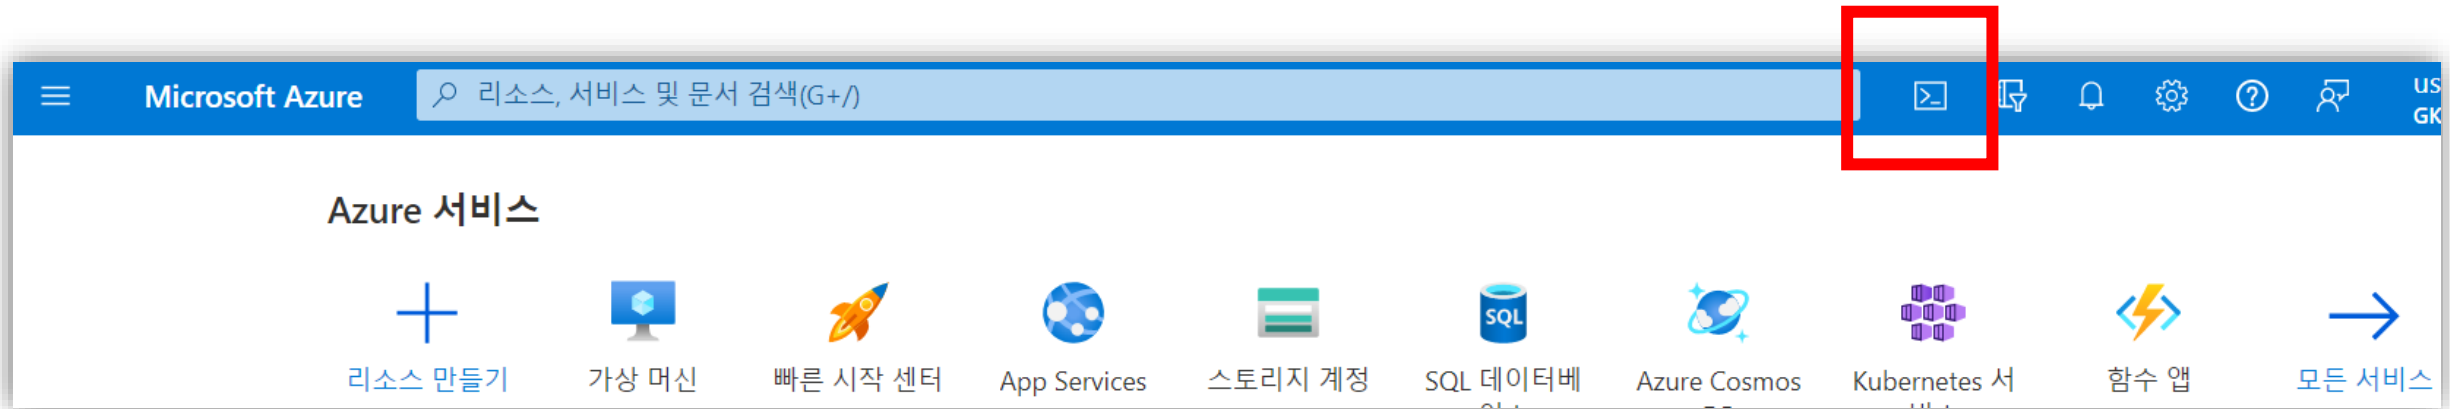 Microsoft Azure
리소스, 서비스 및 문서 검색(G+/)
US
GK
Azure 서비스
SQL
리소스 만들기
가상 머신
빠른 시작 센터
App Services
스토리지 계정
SQL 데이터베
Azure Cosmos
Kubernetes 서
함수 앱
모든 서비스